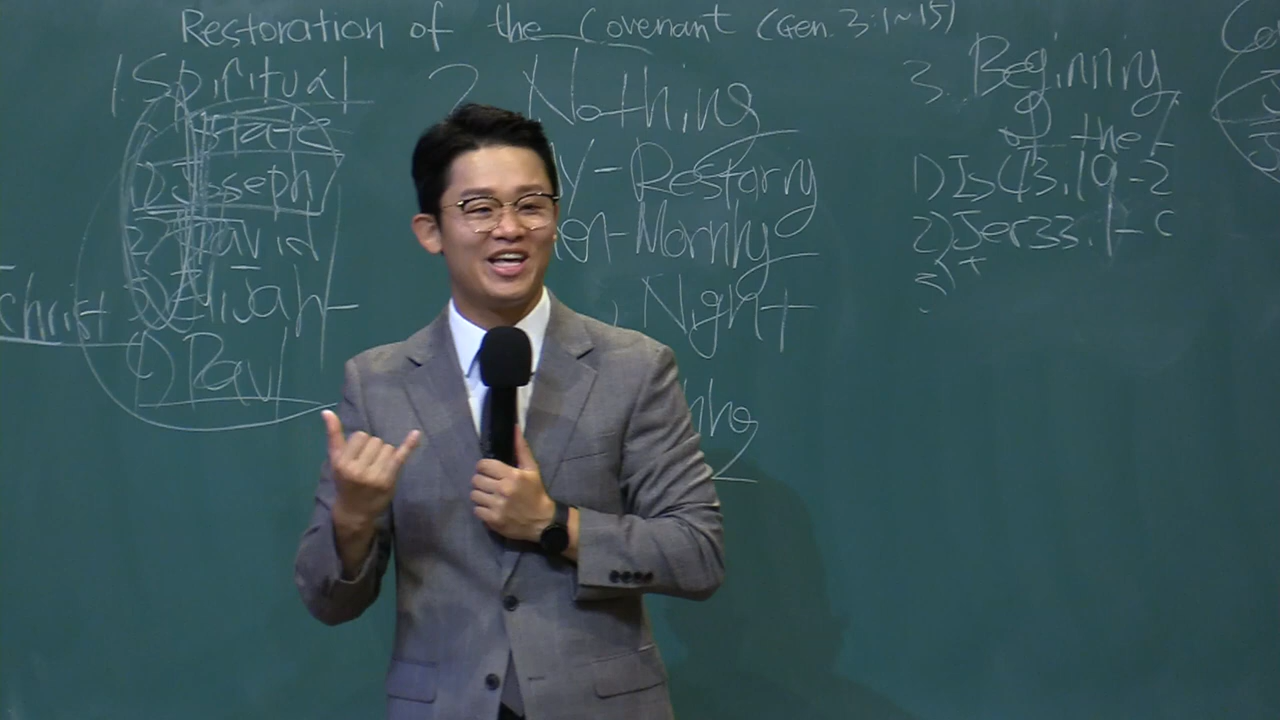 Restoration of the Covenant (Gen. 3:1~15)
1. Spiritual
state
1) Joseph
2) David
3) Elijah
4) Paul
Christ
2. Nothing
Restoring
Night
3. Beginning
of the
1) Is 43.19-2
2) Jer 33.1-
3)